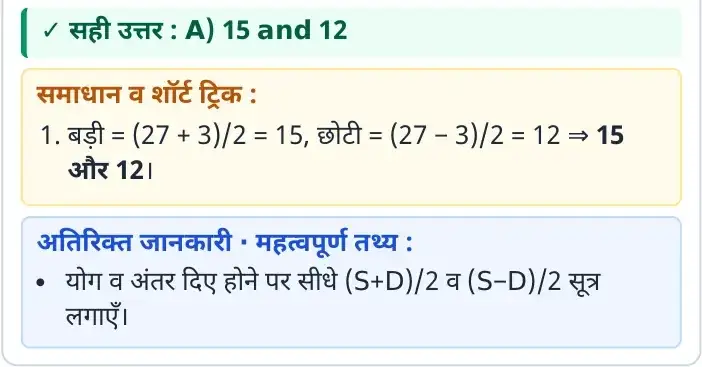 ✓ सही उत्तर : A) 15 and 12
समाधान व शॉर्ट ट्रिक :
1. बड़ी = (27 + 3)/2 = 15, छोटी = (27 − 3)/2 = 12 ⇒ 15
और 12।
अतिरिक्त जानकारी · महत्वपूर्ण तथ्य :
• योग व अंतर दिए होने पर सीधे (S+D)/2 व (S−D)/2 सूत्र
लगाएँ।